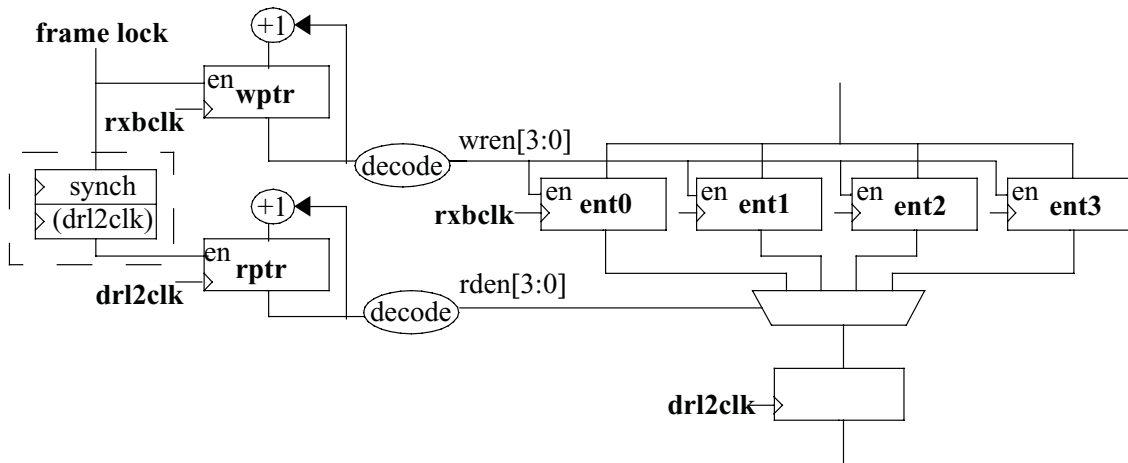 frame lock
+1
en
wptr
rxbclk
decode
wren[3:0]
synch
(drl2clk)
en
ent0
en
ent1
en
ent2
en
ent3
rxbclk
+1
en
rptr
drl2clk
decode
rden[3:0]
drl2clk